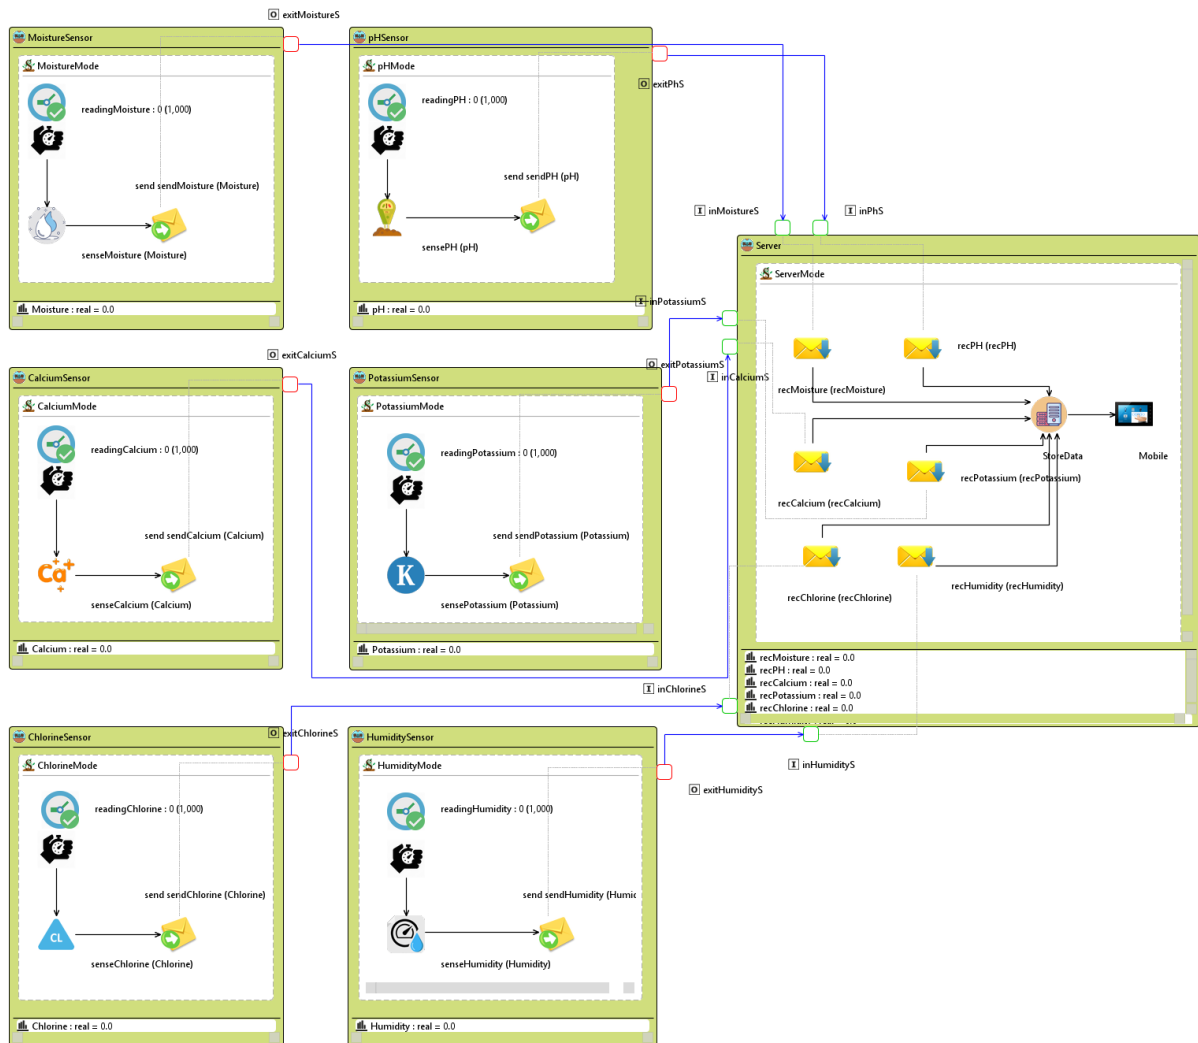 O exitMoistureS
MoistureSensor
MoistureMode
readingMoisture : 0 (1,000)
send sendMoisture (Moisture)
senseMoisture (Moisture)
Moisture : real = 0.0
pHSensor
pHMode
readingPH : 0 (1,000)
send sendPH (pH)
sensePH (pH)
pH : real = 0.0
O exitPhS
I inMoistureS
I inPhS
Server
ServerMode
I inPotassiumS
O exitCalciumS
CalciumSensor
CalciumMode
readingCalcium : 0 (1,000)
send sendCalcium (Calcium)
Ca
senseCalcium (Calcium)
Calcium : real = 0.0
O exitPotassiumS
PotassiumSensor
PotassiumMode
readingPotassium : 0 (1,000)
send sendPotassium (Potassium)
K
sensePotassium (Potassium)
Potassium : real = 0.0
I inCalciumS
recPH (recPH)
recMoisture (recMoisture)
StoreData
Mobile
recPotassium (recPotassium)
recCalcium (recCalcium)
recHumidity (recHumidity)
recChlorine (recChlorine)
recMoisture : real = 0.0
recPH : real = 0.0
recCalcium : real = 0.0
recPotassium : real = 0.0
recChlorine : real = 0.0
I inChlorineS
O exitChlorineS
ChlorineSensor
ChlorineMode
readingChlorine : 0 (1,000)
send sendChlorine (Chlorine)
CL
senseChlorine (Chlorine)
Chlorine : real = 0.0
HumiditySensor
HumidityMode
readingHumidity : 0 (1,000)
send sendHumidity (Humic
senseHumidity (Humidity)
Humidity : real = 0.0
I inHumidityS
O exitHumidityS